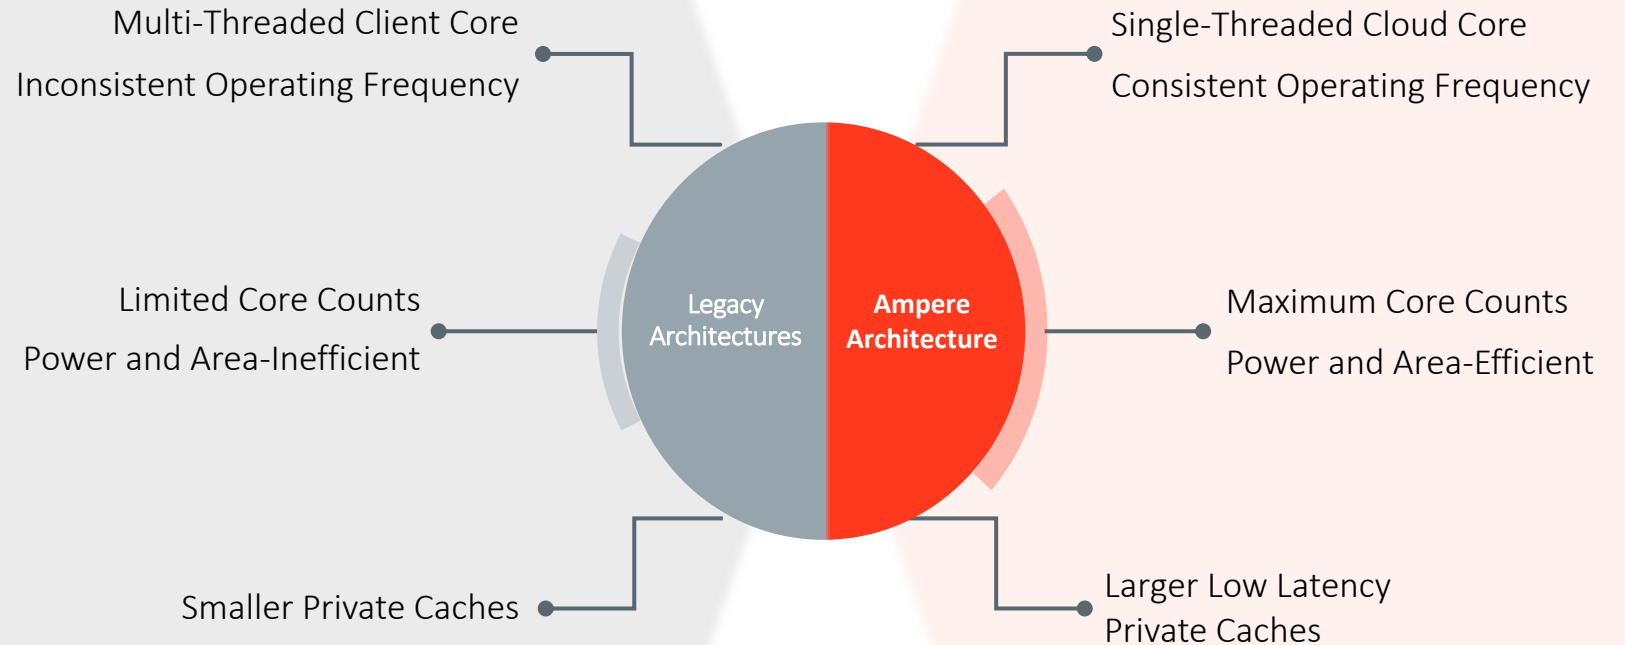 Multi-Threaded Client Core
Inconsistent Operating Frequency
Single-Threaded Cloud Core
Consistent Operating Frequency
Limited Core Counts
Power and Area-Inefficient
Legacy
Architectures
Ampere
Architecture
Maximum Core Counts
Power and Area-Efficient
Smaller Private Caches
Larger Low Latency
Private Caches